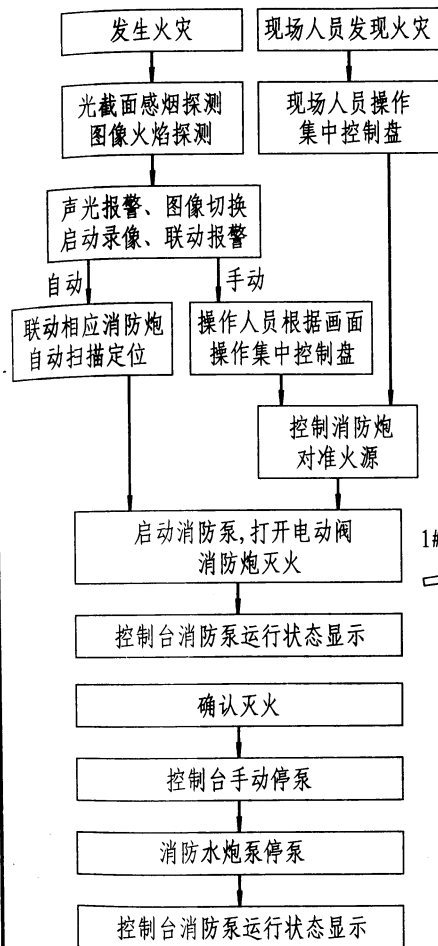 发生火灾
现场人员发现火灾
光截面感烟探测
图像火焰探测
现场人员操作
集中控制盘
声光报警、图像切换
启动录像、联动报警
自动
手动
联动相应消防炮
自动扫描定位
操作人员根据画面
操作集中控制盘
控制消防炮
对准火源
启动消防泵,打开电动阀
消防炮灭火
1#
控制台消防泵运行状态显示
确认灭火
控制台手动停泵
消防水炮泵停泵
控制台消防泵运行状态显示